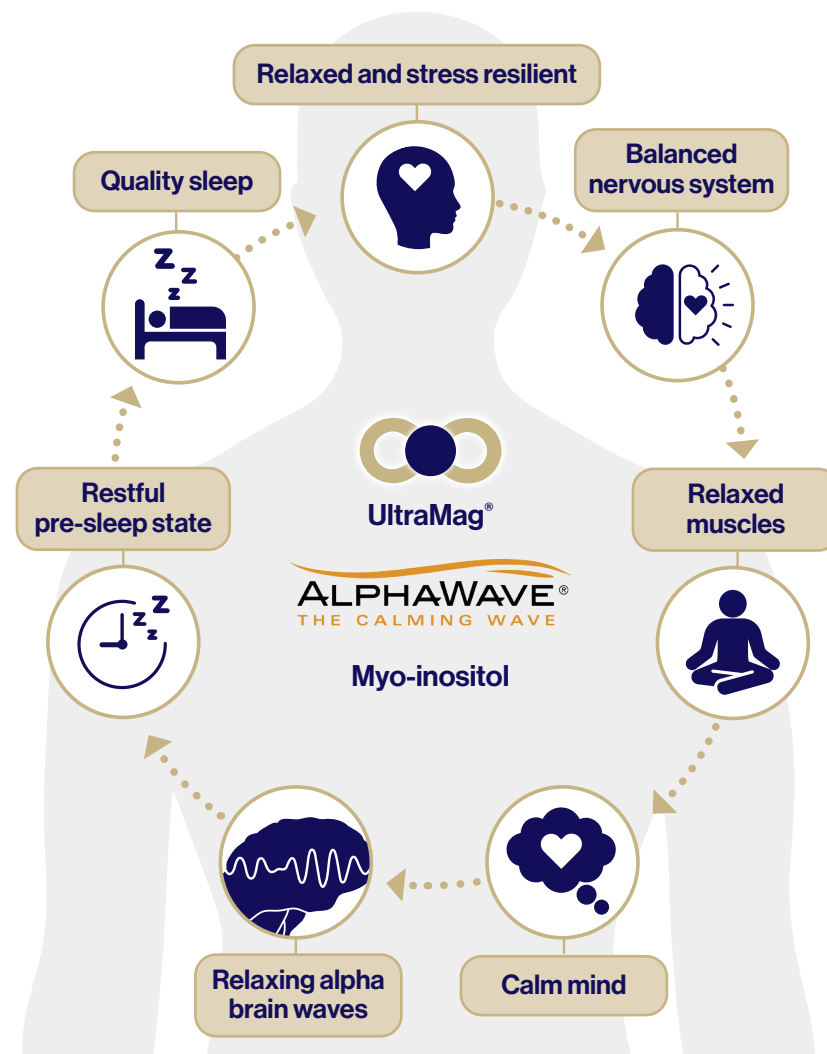 Relaxed and stress resilient
Balanced
nervous system
Quality sleep
z
z
z
UltraMag®
Restful
pre-sleep state
Relaxed
muscles
ALPHAWAVE®
THE CALMING WAVE
z
z
z
Myo-inositol
Relaxing alpha
brain waves
Calm mind